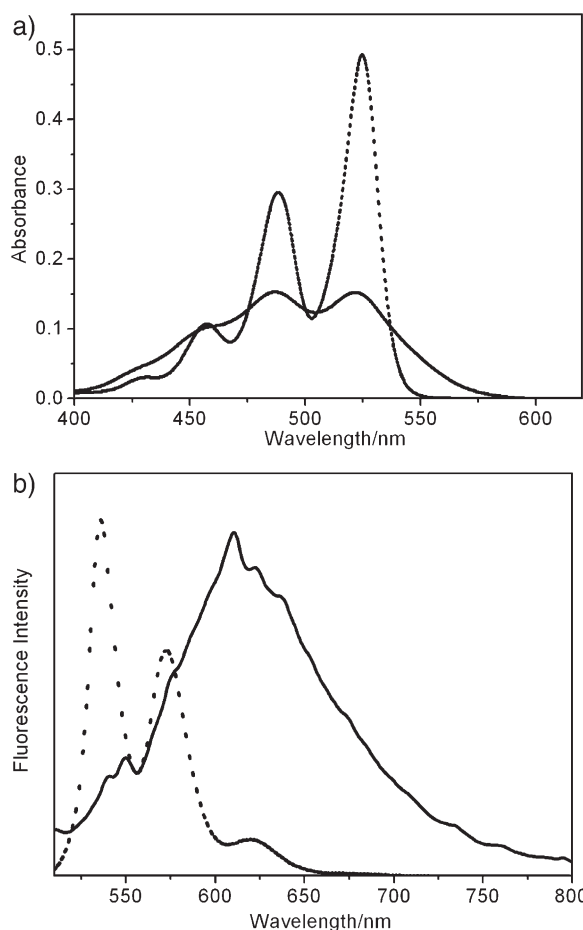 a)
0.5
0.4
0.3
0.2
0.1
0.0
Absorbance
400 450 500 550 600
Wavelength/nm
b)
Fluorescence Intensity
550 600 650 700 750 800
Wavelength/nm